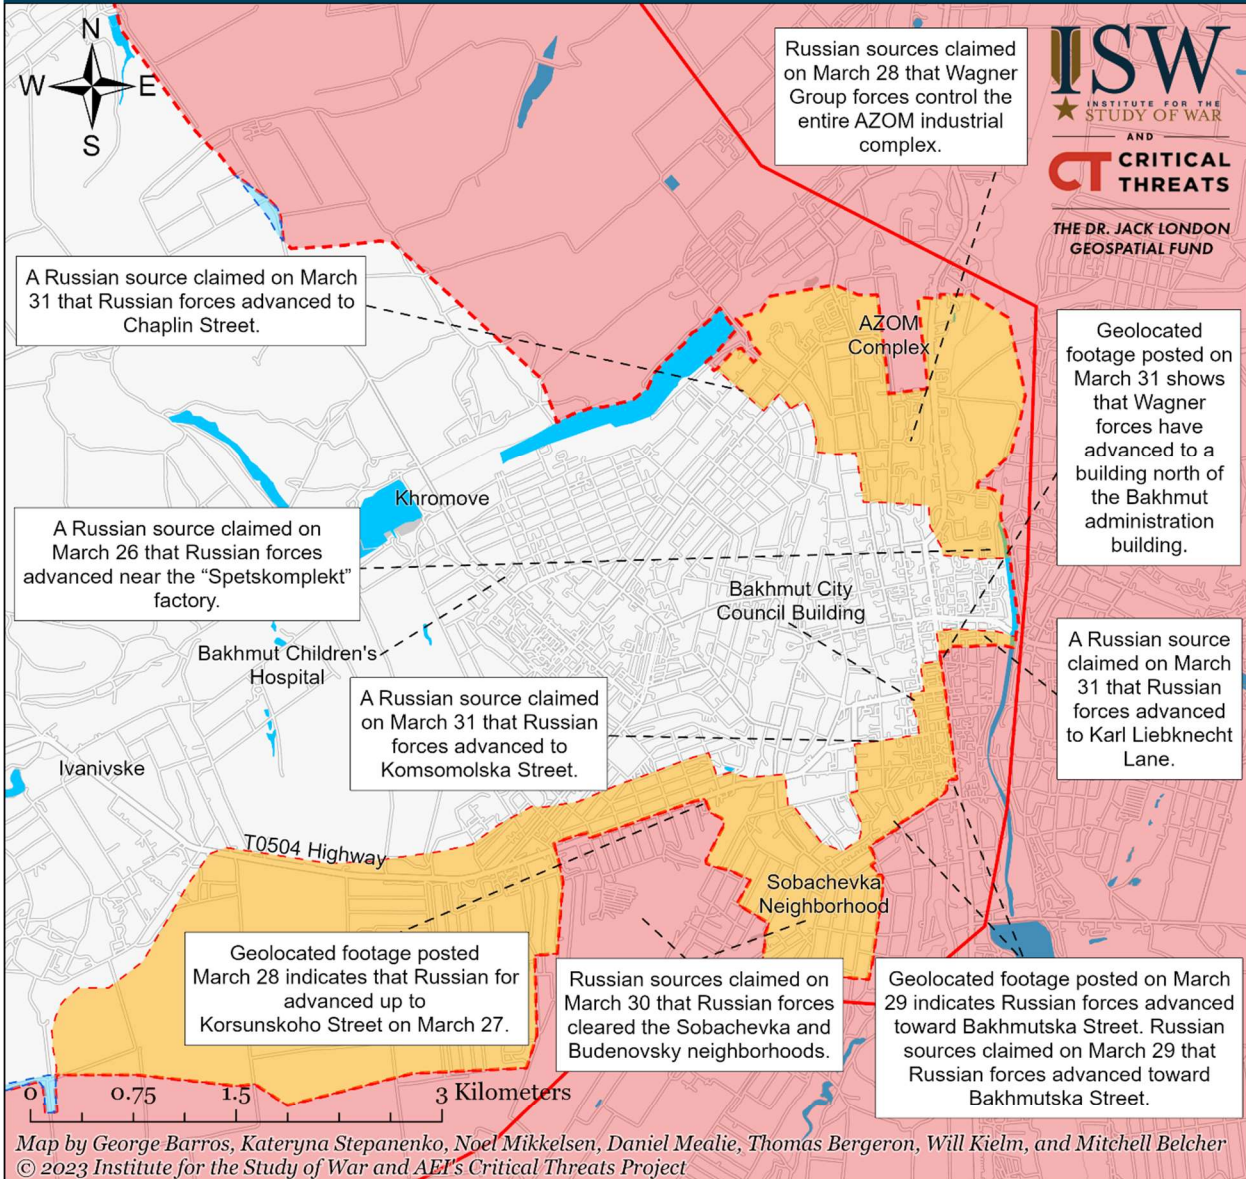 N
W
E
S
Russian sources claimed
on March 28 that Wagner
Group forces control the
entire AZOM industrial
complex.
ISW
INSTITUTE FOR THE
STUDY OF WAR
AND
CT CRITICAL
THREATS
THE DR. JACK LONDON
GEOSPATIAL FUND
A Russian source claimed on March
31 that Russian forces advanced to
Chaplin Street.
AZOM
Complex
Geolocated
footage posted on
March 31 shows
that Wagner
forces have
advanced to a
building north of
the Bakhmut
administration
building.
Khromove
A Russian source claimed on
March 26 that Russian forces
advanced near the “Spetskomplekt”
factory.
Bakhmut City
Council Building
Bakhmut Children's
Hospital
A Russian source
claimed on March
31 that Russian
forces advanced
to Karl Liebknecht
Lane.
A Russian source claimed
on March 31 that Russian
forces advanced to
Komsomolska Street.
Ivanivske
T0504 Highway
Sobachevka
Neighborhood
Geolocated footage posted
March 28 indicates that Russian for
advanced up to
Korsunskoho Street on March 27.
Russian sources claimed on
March 30 that Russian forces
cleared the Sobachevka and
Budenovsky neighborhoods.
Geolocated footage posted on March
29 indicates Russian forces advanced
toward Bakhmutska Street. Russian
sources claimed on March 29 that
Russian forces advanced toward
Bakhmutska Street.
0 0.75 1.5 3 Kilometers
Map by George Barros, Kateryna Stepanenko, Noel Mikkelsen, Daniel Mealie, Thomas Bergeron, Will Kielm, and Mitchell Belcher
© 2023 Institute for the Study of War and AEI's Critical Threats Project